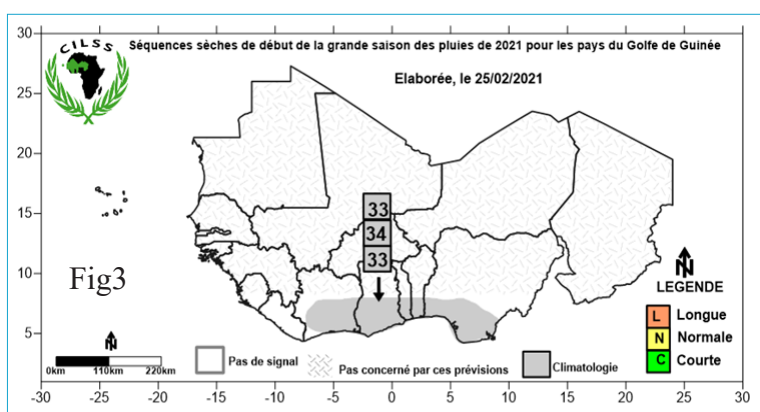 CILSS
Séquences sèches de début de la grande saison des pluies de 2021 pour les pays du Golfe de Guinée
Elaborée, le 25/02/2021
30
25
20
15
10
5
33
34
33
Fig3
N
N
LEGENDE
L Longue
N Normale
C Courte
0km 110km 220km
Pas de signal
Pas concerné par ces prévisions
Climatologie
-30 -25 -20 -15 -10 -5 0 5 10 15 20 25 30